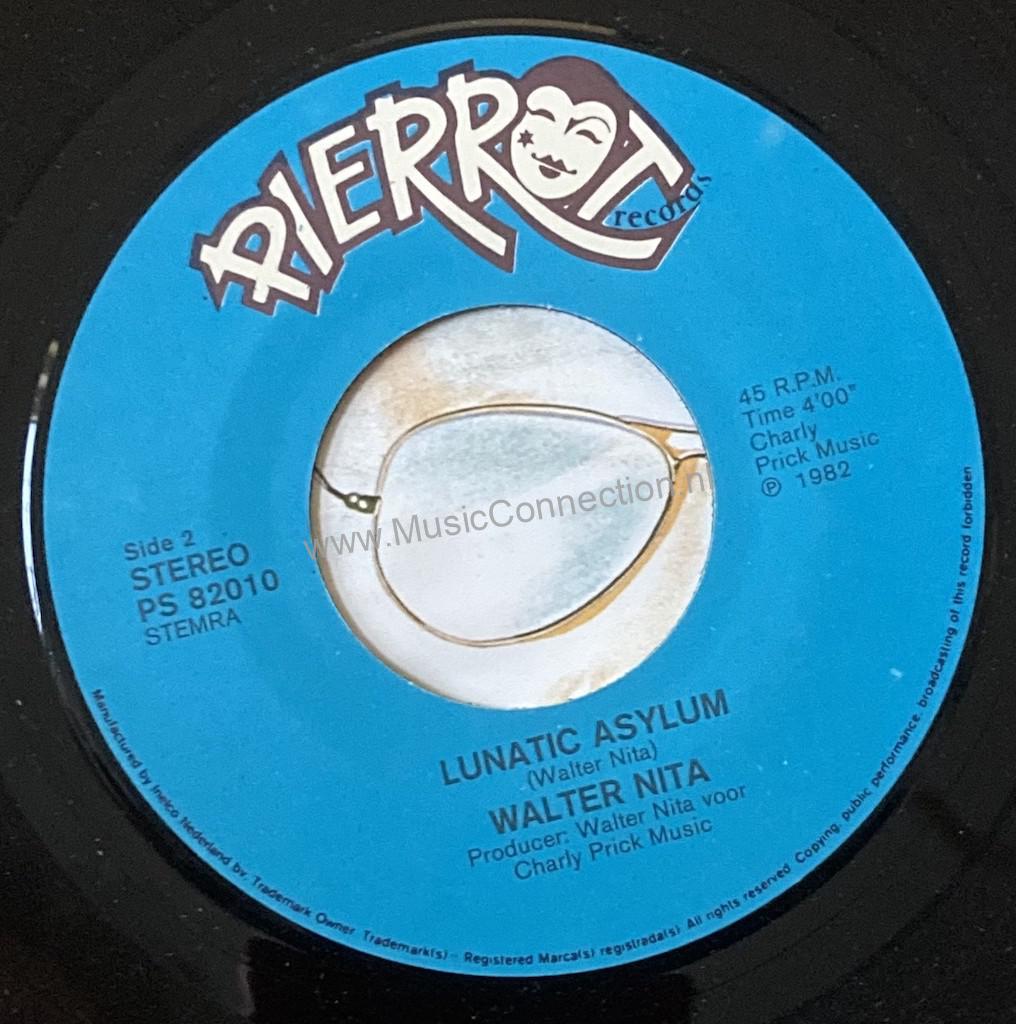 PIERROT
records
45 R.P.M.
Time 4'00"
Charly
Prick Music
Ⓟ 1982
www.MusicConnection.nl
Side 2
STEREO
PS 82010
STEMRA
LUNATIC ASYLUM
(Walter Nita)
WALTER NITA
Producer: Walter Nita voor
Charly Prick Music
Manufactured by Inelco Nederland bv. Trademark Owner Trademark(s) - Registered Marca(s) registrada(s) All rights reserved Copying, public performance, broadcasting of this record forbidden